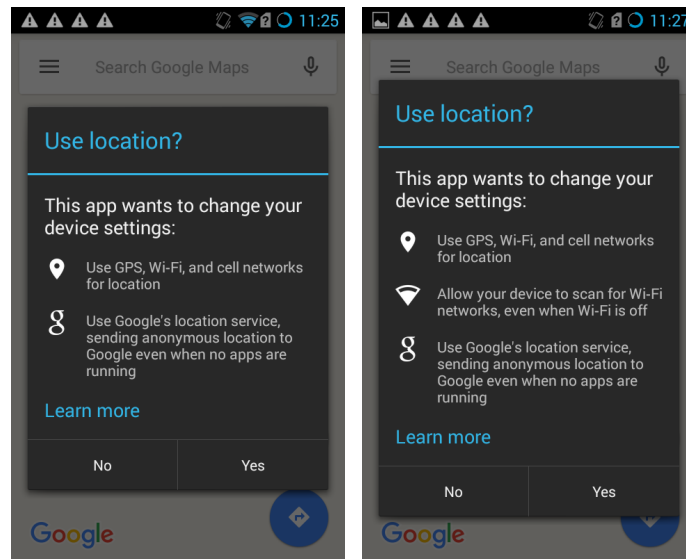 11:25
Search Google Maps
Use location?
This app wants to change your
device settings:
Use GPS, Wi-Fi, and cell networks
for location
g
Use Google's location service,
sending anonymous location to
Google even when no apps are
running
Learn more
No
Yes
Google
11:27
Search Google Maps
Use location?
This app wants to change your
device settings:
Use GPS, Wi-Fi, and cell networks
for location
Allow your device to scan for Wi-Fi
networks, even when Wi-Fi is off
g
Use Google's location service,
sending anonymous location to
Google even when no apps are
running
Learn more
No
Yes
Google